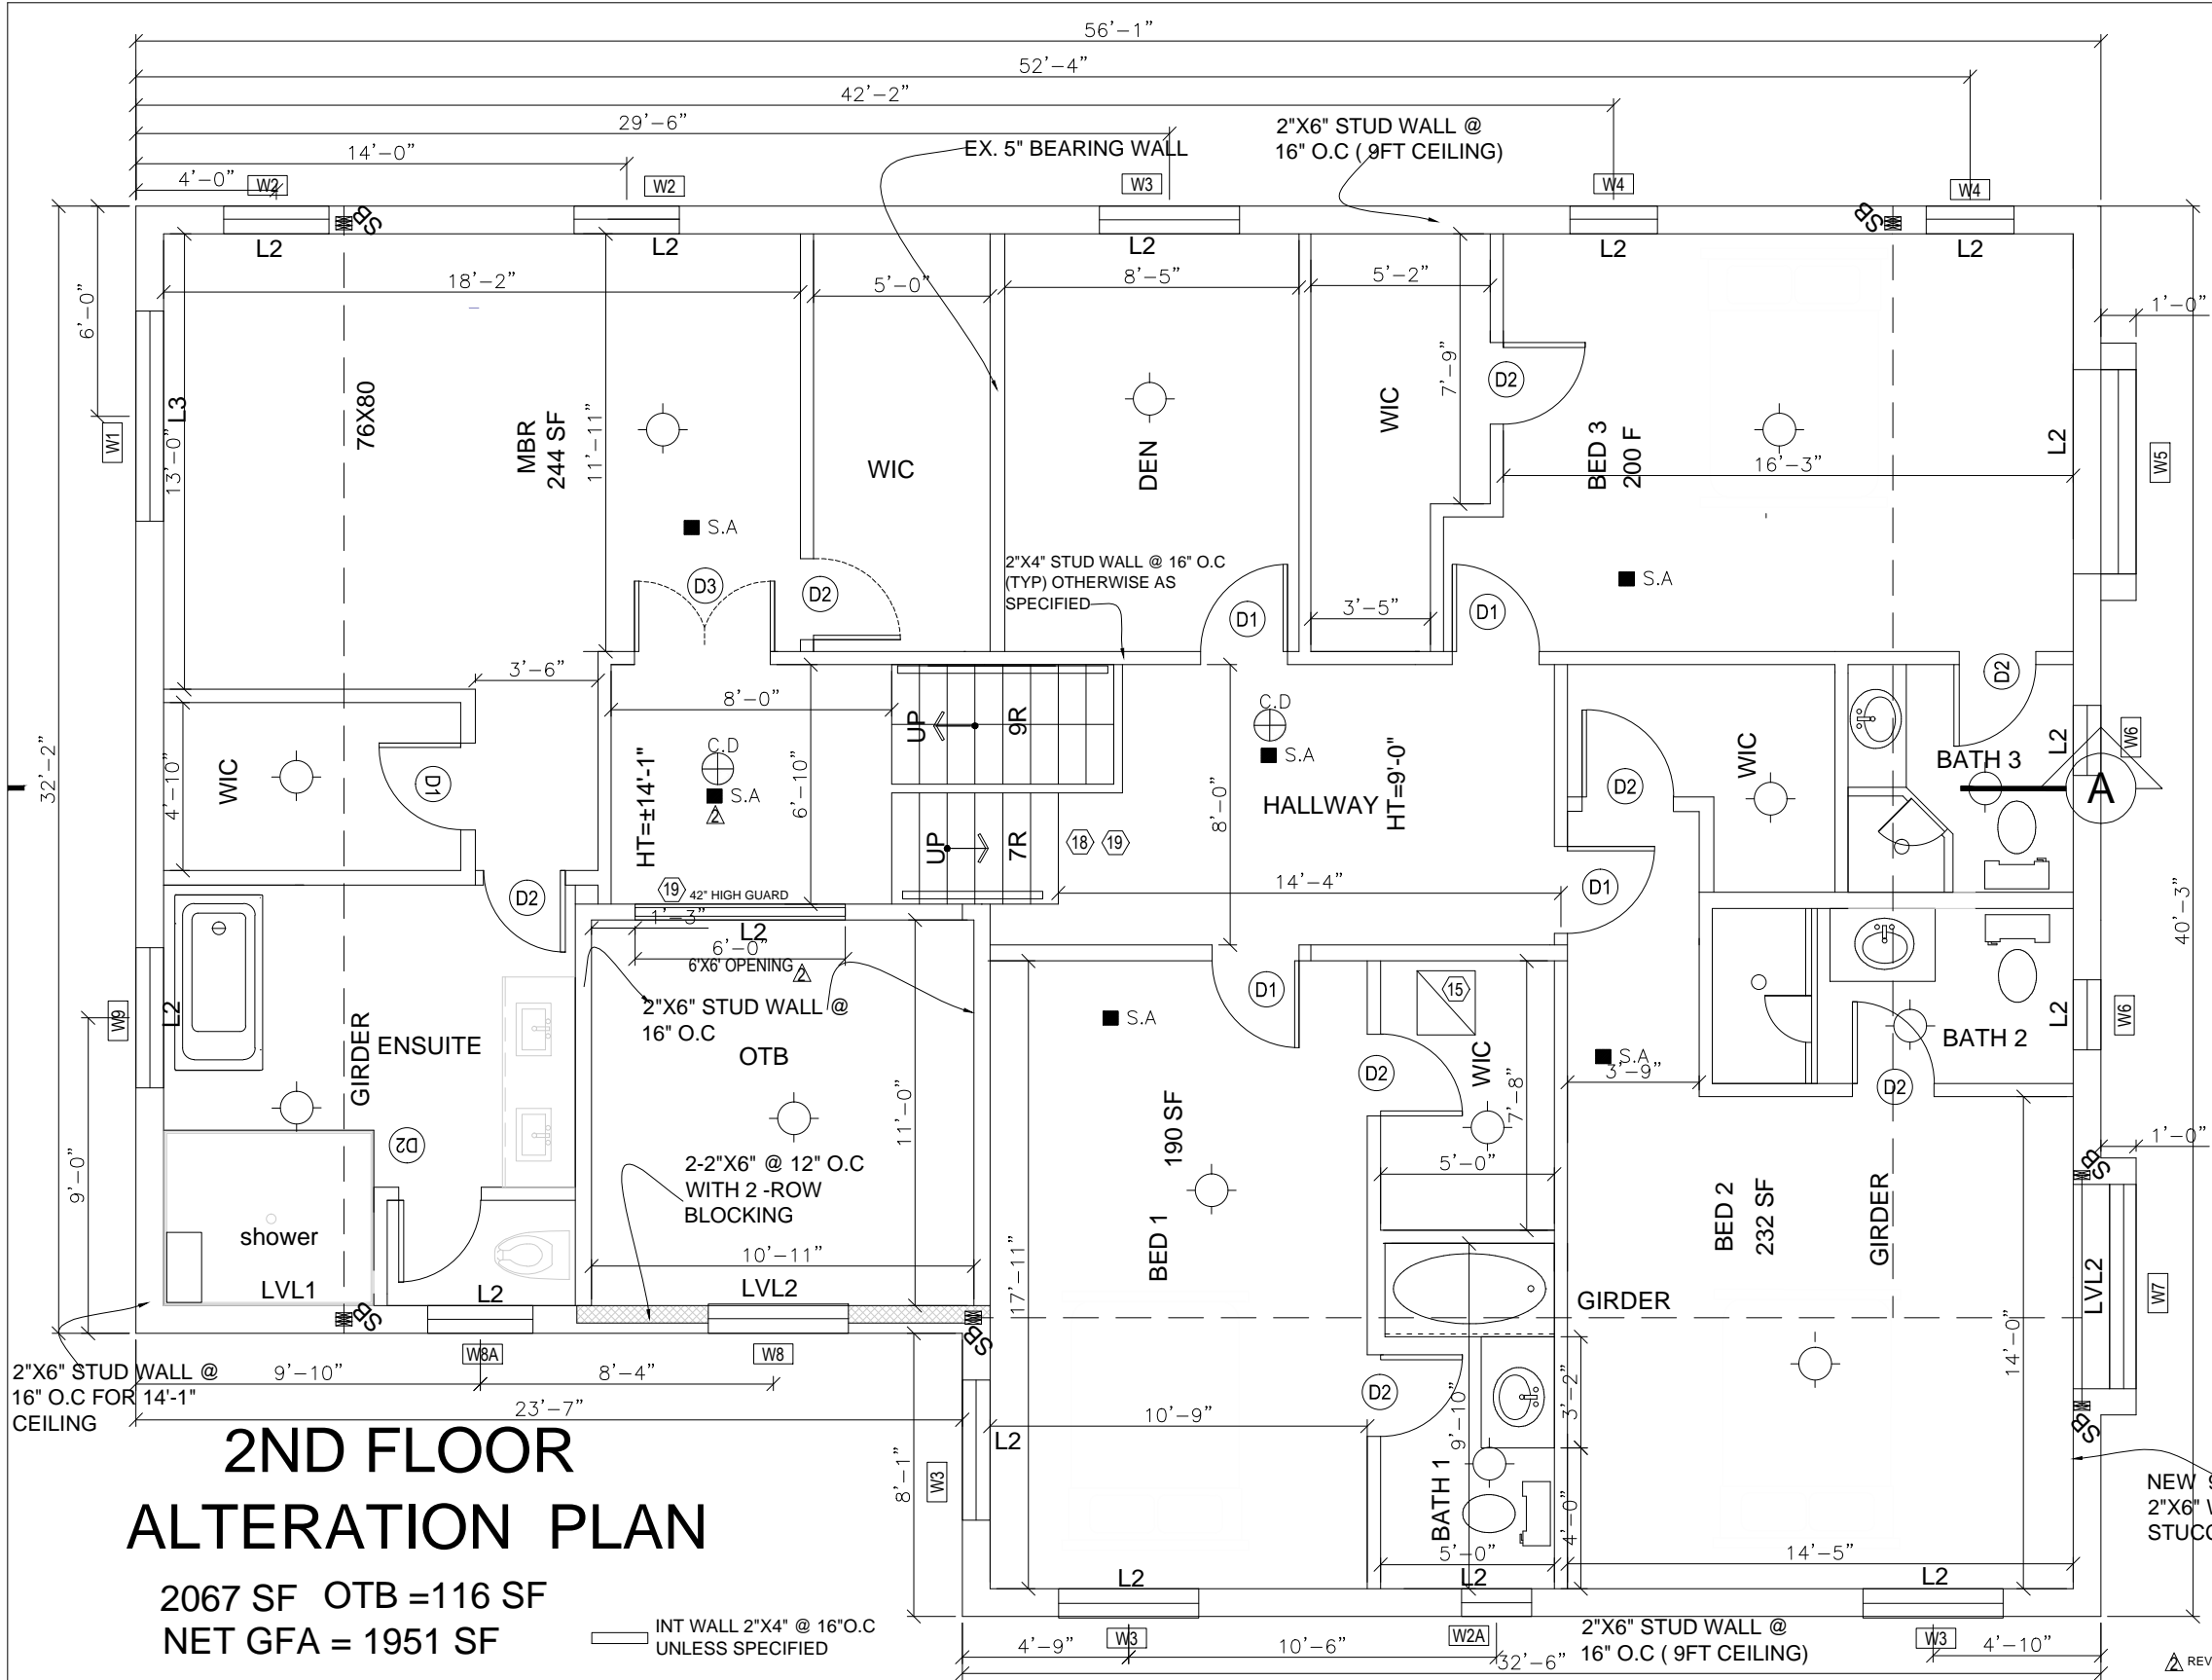 56'-1"
52'-4"
42'-2"
29'-6"
14'-0"
4'-0"
EX. 5" BEARING WALL
2"X6" STUD WALL @
16" O.C ( 9FT CEILING)
W2
W2
W3
W4
W4
SB
SB
L2
L2
L2
L2
L2
18'-2"
5'-0"
8'-5"
5'-2"
1'-0"
6'-0"
W1
L3
13'-0"
76X80
MBR
244 SF
11'-11"
WIC
DEN
WIC
7'-9"
D2
BED 3
200 F
16'-3"
L2
W5
S.A
D3
D2
2"X4" STUD WALL @ 16" O.C
(TYP) OTHERWISE AS
SPECIFIED
D1
3'-5"
D1
S.A
32'-2"
3'-6"
8'-0"
4'-10"
WIC
D1
HT=±14'-1"
C.D
S.A
2
6'-10"
UP
9R
UP
7R
18
19
C.D
S.A
HALLWAY
HT=9'-0"
8'-0"
14'-4"
D2
WIC
D1
D2
BATH 3
L2
W6
A
40'-3"
D2
19
42" HIGH GUARD
1'-3"
L2
6'-0"
6'X6' OPENING
2
2"X6" STUD WALL @
16" O.C
OTB
W9
L2
GIRDER
ENSUITE
D2
9'-0"
shower
LVL1
SB
L2
11'-0"
2-2"X6" @ 12" O.C
WITH 2 -ROW
BLOCKING
10'-11"
LVL2
SB
D1
S.A
15
D2
WIC
7'-8"
5'-0"
190 SF
BED 1
17'-11"
S.A
3'-9"
BATH 2
D2
L2
W6
1'-0"
SB
BED 2
232 SF
GIRDER
GIRDER
LVL2
W7
SB
14'-0"
2"X6" STUD WALL @
16" O.C FOR 14'-1"
CEILING
W8A
W8
9'-10"
8'-4"
23'-7"
10'-9"
D2
9'-10"
3'-2"
L2
W3
8'-1"
BATH 1
4'-0"
5'-0"
14'-5"
NEW
2"X6"
STUCC
2ND FLOOR
ALTERATION PLAN
2067 SF OTB =116 SF
NET GFA = 1951 SF
INT WALL 2"X4" @ 16"O.C
UNLESS SPECIFIED
L2
L2
L2
4'-9"
W3
10'-6"
W2A
2"X6" STUD WALL @
16" O.C ( 9FT CEILING)
W3
4'-10"
32'-6"
2 REV